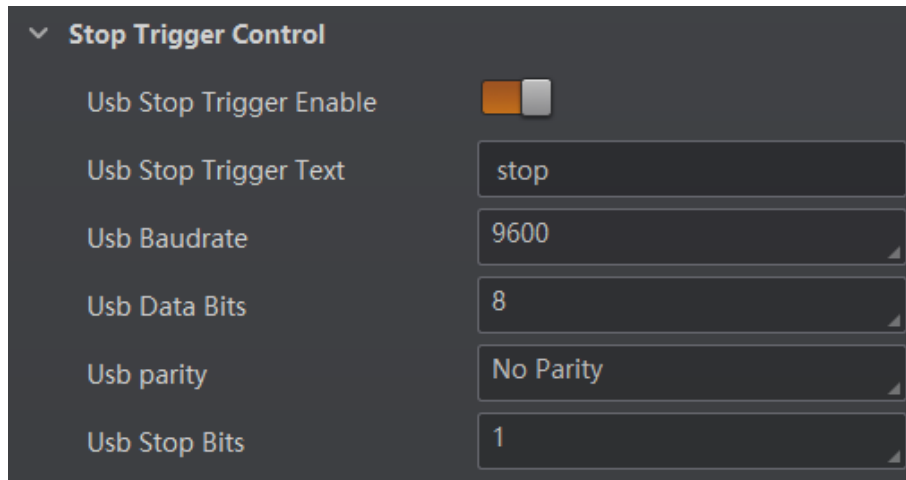 Stop Trigger Control
Usb Stop Trigger Enable
Usb Stop Trigger Text stop
Usb Baudrate 9600
Usb Data Bits 8
Usb parity No Parity
Usb Stop Bits 1